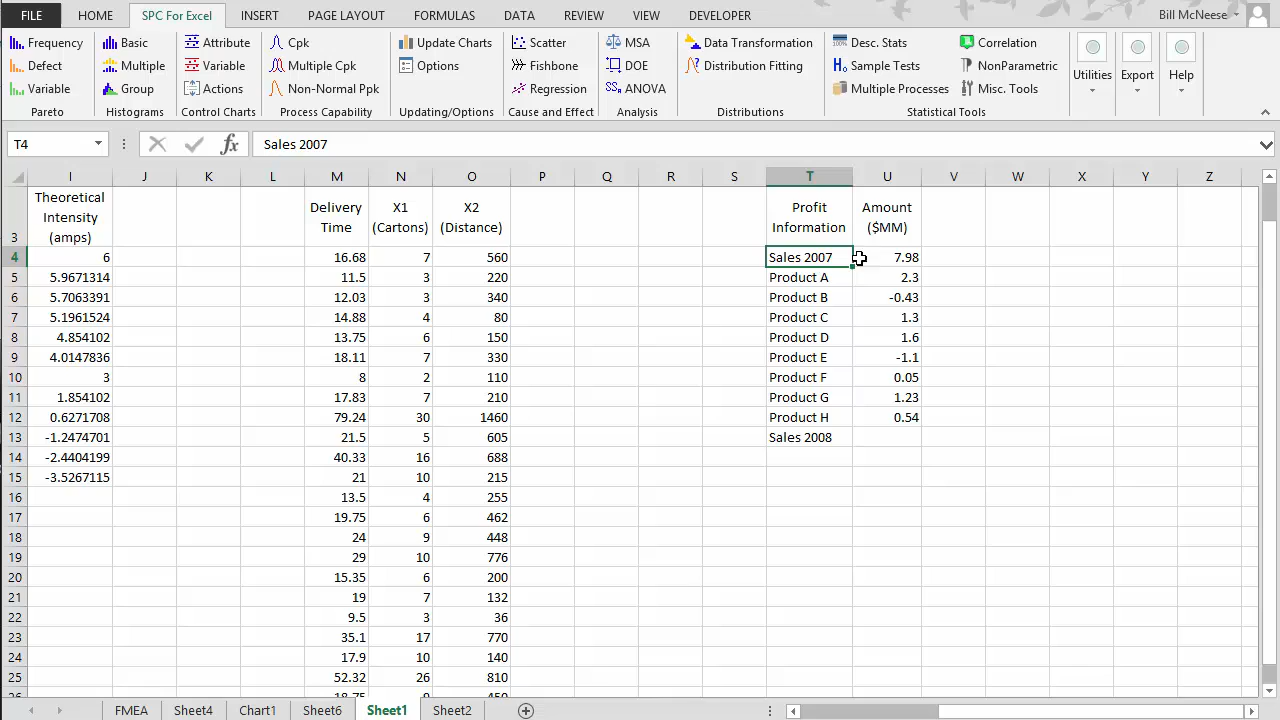 FILE HOME SPC For Excel INSERT PAGE LAYOUT FORMULAS DATA REVIEW VIEW DEVELOPER Bill McNeese
Frequency Basic Attribute Cpk Update Charts Scatter MSA Data Transformation Desc. Stats Correlation
Defect Multiple Variable Multiple Cpk Options Fishbone DOE Distribution Fitting Sample Tests NonParametric Utilities Export Help
Variable Group Actions Non-Normal Ppk Regression ANOVA Multiple Processes Misc. Tools
Pareto Histograms Control Charts Process Capability Updating/Options Cause and Effect Analysis Distributions Statistical Tools
T4 fx Sales 2007
I J K L M N O P Q R S T U V W X Y Z
3 Theoretical Intensity (amps) Delivery Time X1 (Cartons) X2 (Distance) Profit Information Amount ($MM)
4 6 16.68 7 560 Sales 2007 7.98
5 5.9671314 11.5 3 220 Product A 2.3
6 5.7063391 12.03 3 340 Product B -0.43
7 5.1961524 14.88 4 80 Product C 1.3
8 4.854102 13.75 6 150 Product D 1.6
9 4.0147836 18.11 7 330 Product E -1.1
10 3 8 2 110 Product F 0.05
11 1.854102 17.83 7 210 Product G 1.23
12 0.6271708 79.24 30 1460 Product H 0.54
13 -1.2474701 21.5 5 605 Sales 2008
14 -2.4404199 40.33 16 688
15 -3.5267115 21 10 215
16 13.5 4 255
17 19.75 6 462
18 24 9 448
19 29 10 776
20 15.35 6 200
21 19 7 132
22 9.5 3 36
23 35.1 17 770
24 17.9 10 140
25 52.32 26 810
FMEA Sheet4 Chart1 Sheet6 Sheet1 Sheet2